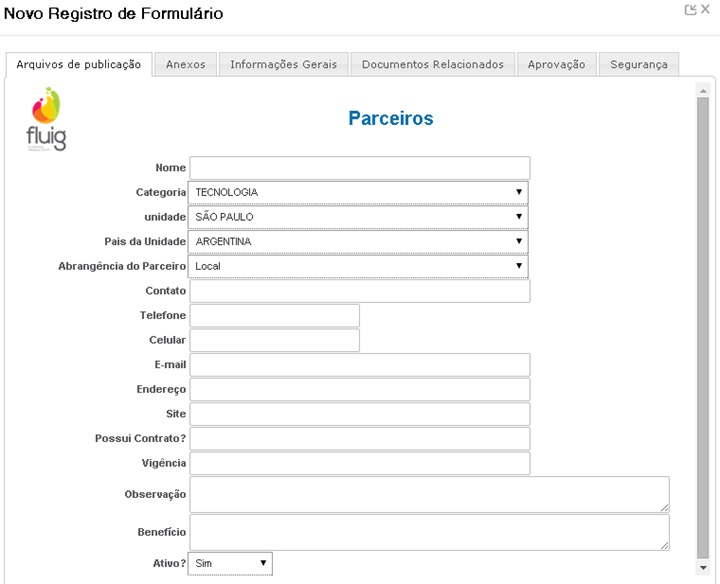 Novo Registro de Formulário
Arquivos de publicação Anexos Informações Gerais Documentos Relacionados Aprovação Segurança
fluig
Parceiros
Nome
Categoria TECNOLOGIA
unidade SÃO PAULO
País da Unidade ARGENTINA
Abrangência do Parceiro Local
Contato
Telefone
Celular
E-mail
Endereço
Site
Possui Contrato?
Vigência
Observação
Benefício
Ativo? Sim